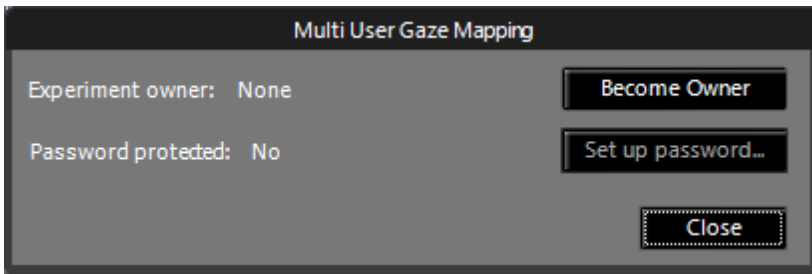 Multi User Gaze Mapping
Experiment owner: None
Become Owner
Password protected: No
Set up password...
Close